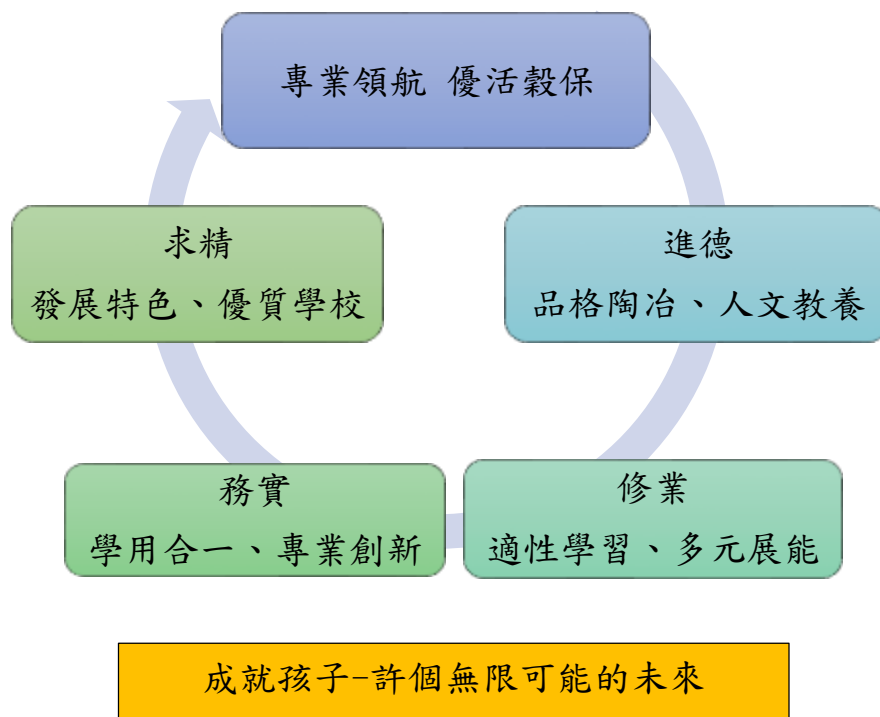 專業領航 優活穀保
進德
品格陶冶、人文教養
修業
適性學習、多元展能
務實
學用合一、專業創新
求精
發展特色、優質學校
成就孩子-許個無限可能的未來